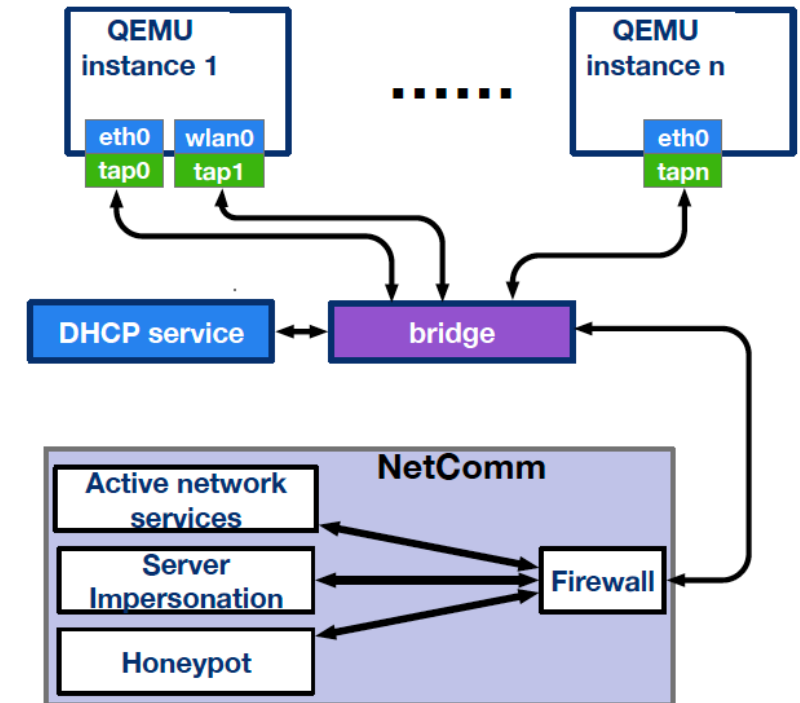 QEMU
instance 1
QEMU
instance n
......
eth0
wlan0
eth0
tap0
tap1
tapn
DHCP service
bridge
NetComm
Active network
services
Server
Impersonation
Firewall
Honeypot